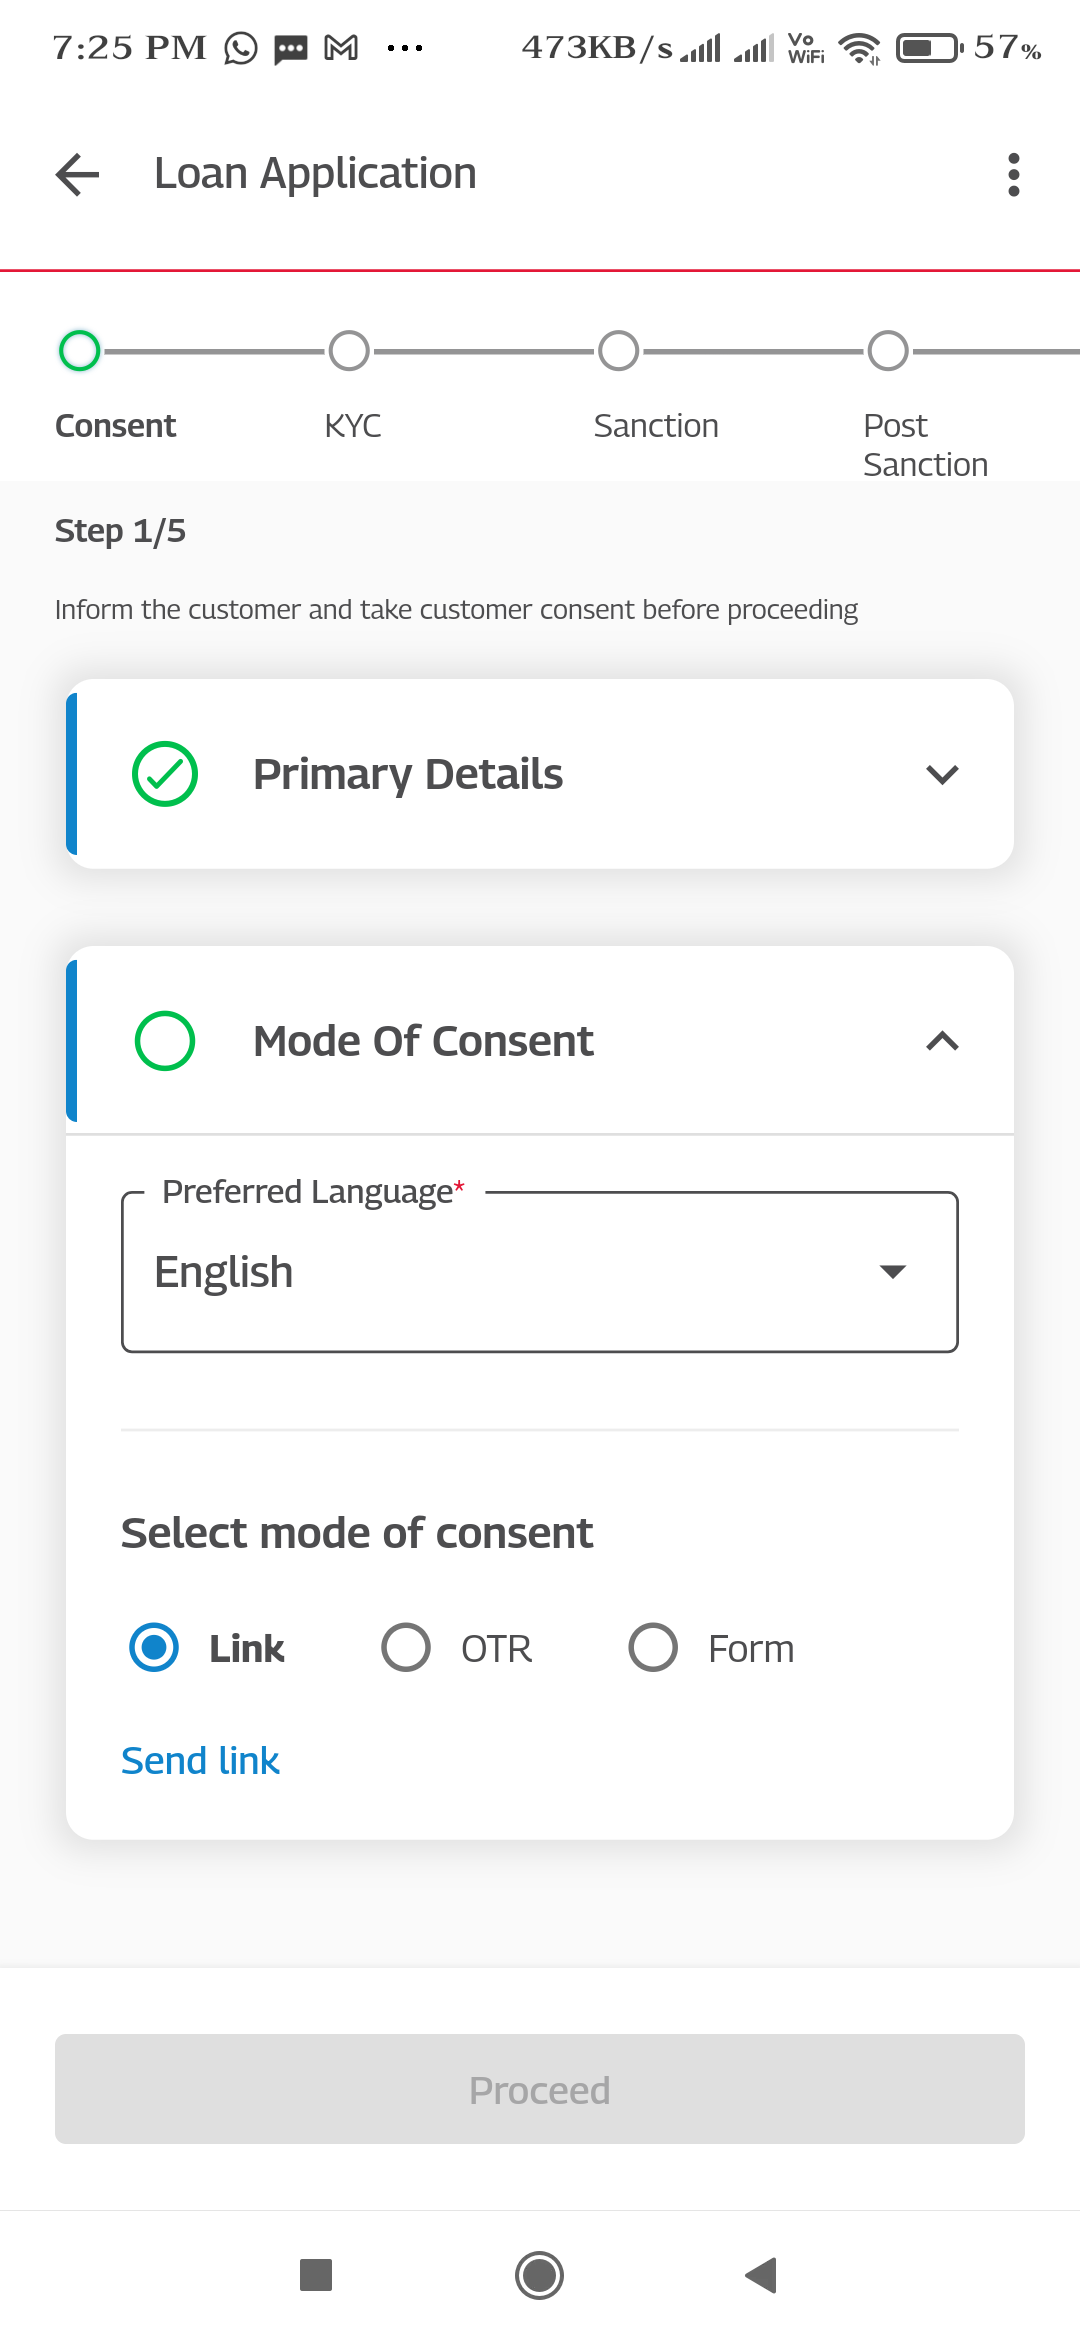 7:25 PM ... 473KB/s Vo WiFi 57%
Loan Application
Consent KYC Sanction Post Sanction
Step 1/5
Inform the customer and take customer consent before proceeding
Primary Details
Mode Of Consent
Preferred Language*
English
Select mode of consent
Link OTR Form
Send link
Proceed